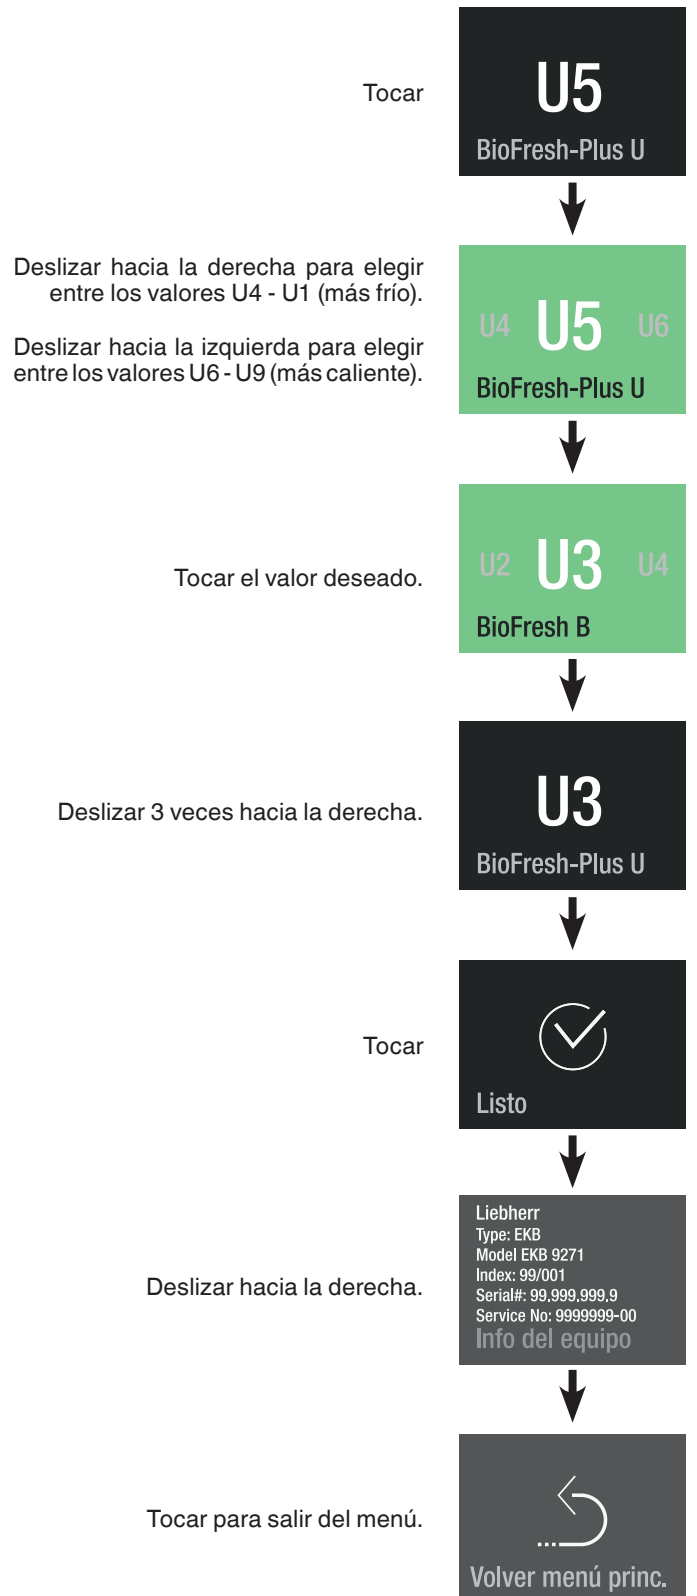 Tocar
U5
BioFresh-Plus U
Deslizar hacia la derecha para elegir
entre los valores U4 - U1 (más frío).
Deslizar hacia la izquierda para elegir
entre los valores U6 - U9 (más caliente).
U4 U5 U6
BioFresh-Plus U
Tocar el valor deseado.
U2 U3 U4
BioFresh B
Deslizar 3 veces hacia la derecha.
U3
BioFresh-Plus U
Tocar
Listo
Deslizar hacia la derecha.
Liebherr
Type: EKB
Model EKB 9271
Index: 99/001
Serial#: 99.999.999.9
Service No: 9999999-00
Info del equipo
Tocar para salir del menú.
Volver menú princ.